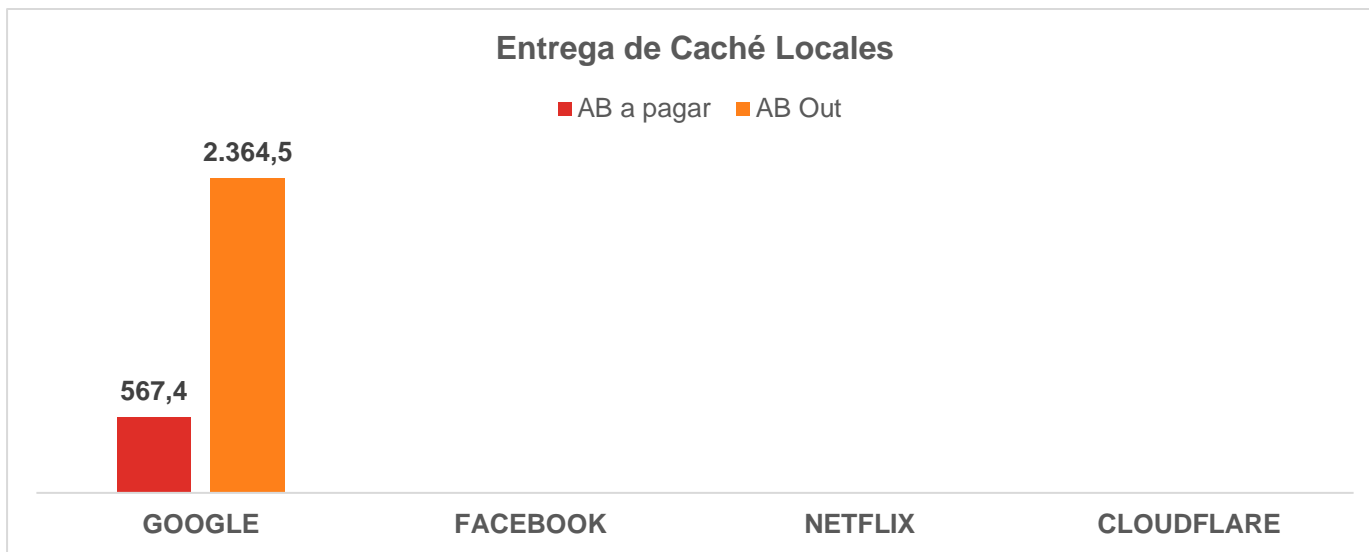 Entrega de Caché Locales
AB a pagar AB Out
2.364,5
567,4
GOOGLE FACEBOOK NETFLIX CLOUDFLARE